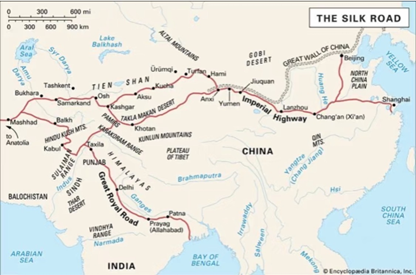 0 300 600 mi
0 300 600 900 km
THE SILK ROAD
Aral
Sea
Syr Darya
Amu
Darya
Lake
Balkhash
ALTAI MOUNTAINS
GOBI
DESERT
GREAT WALL OF CHINA
YELLOW
SEA
Beijing
NORTH
CHINA
PLAIN
Huang He
Tashkent
TIEN SHAN
Ürümqi
Turfan
Hami
Jiuquan
Bukhara
Samarkand
Osh
Aksu
Kucha
Kashgar
Anxi
Yumen
Imperial
Highway
Lanzhou
Chang'an (Xi'an)
Shanghai
Mashhad
to
Anatolia
Balkh
PAMIRS
TAKLA MAKAN DESERT
Khotan
HINDU KUSH MTS.
KARAKORAM RANGE
KUNLUN MOUNTAINS
QIN
MTS.
Kabul
Taxila
SULIMAN
RANGE
PUNJAB
PLATEAU
OF TIBET
CHINA
Yangtze
(Chang Jiang)
HIMALAYAS
Great Royal Road
BALOCHISTAN
Indus
SINDH
THAR
DESERT
Delhi
Ganges
Brahmaputra
Patna
Prayag
(Allahabad)
VINDHYA
RANGE
Narmada
Irrawaddy
Salween
Mekong
Xi
SOUTH
CHINA
SEA
ARABIAN
SEA
INDIA
BAY OF
BENGAL
© Encyclopædia Britannica, Inc.